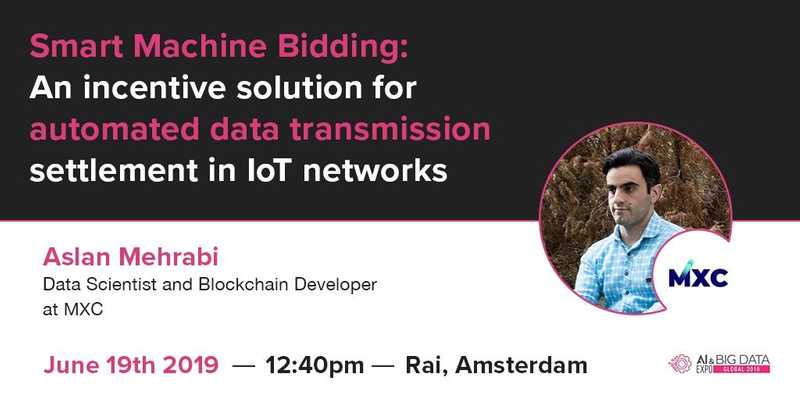 Smart Machine Bidding:
An incentive solution for
automated data transmission
settlement in IoT networks
Aslan Mehrabi
Data Scientist and Blockchain Developer
at MXC
MXC
June 19th 2019 — 12:40pm — Rai, Amsterdam
AI & BIG DATA
EXPO GLOBAL 2019